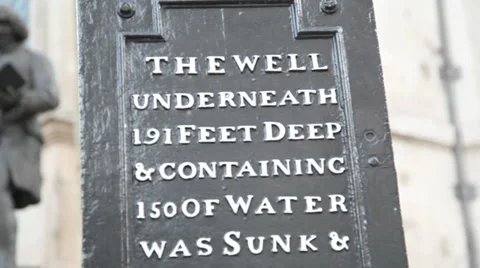 THE WELL
UNDERNEATH
191 FEET DEEP
& CONTAINING
150 OF WATER
WAS SUNK &